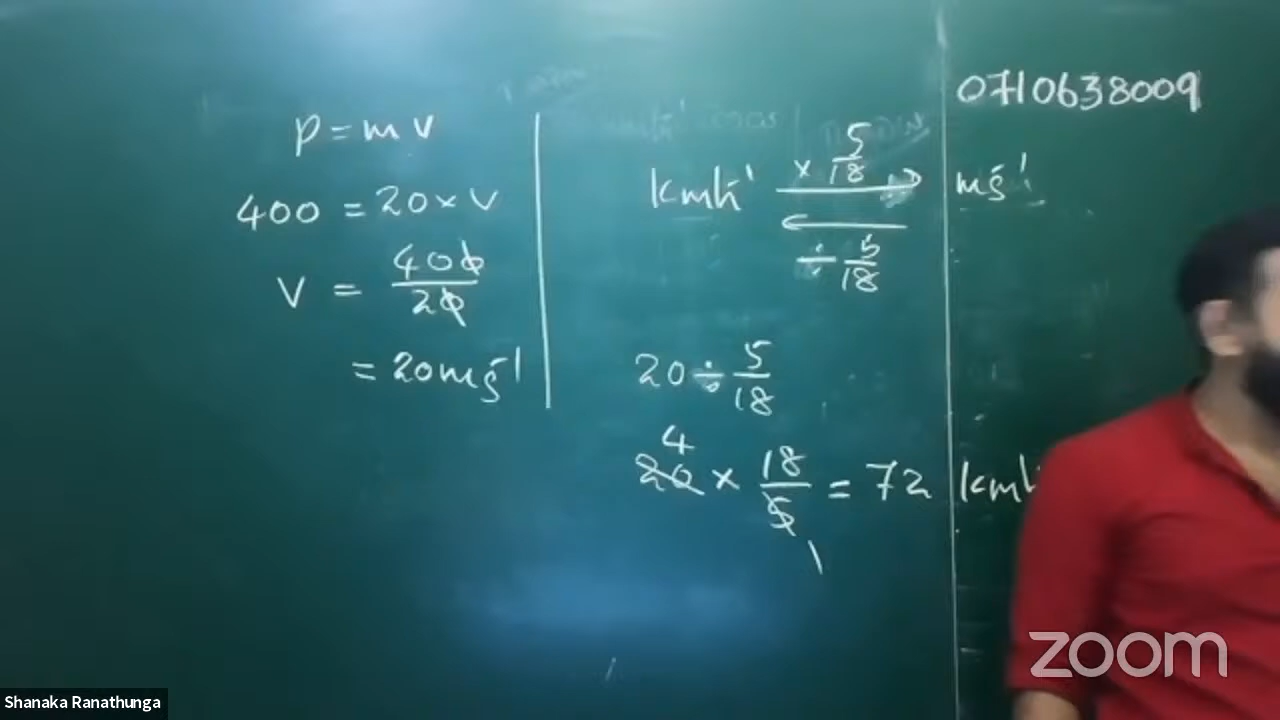 p = mv
400 = 20 × v
v = 400/20
= 20 ms⁻¹
0710638009
kmh⁻¹ × 5/18 → ms⁻¹
← ÷ 5/18
20 ÷ 5/18
4
20 × 18/5 = 72 kmh
1
zoom
Shanaka Ranathunga